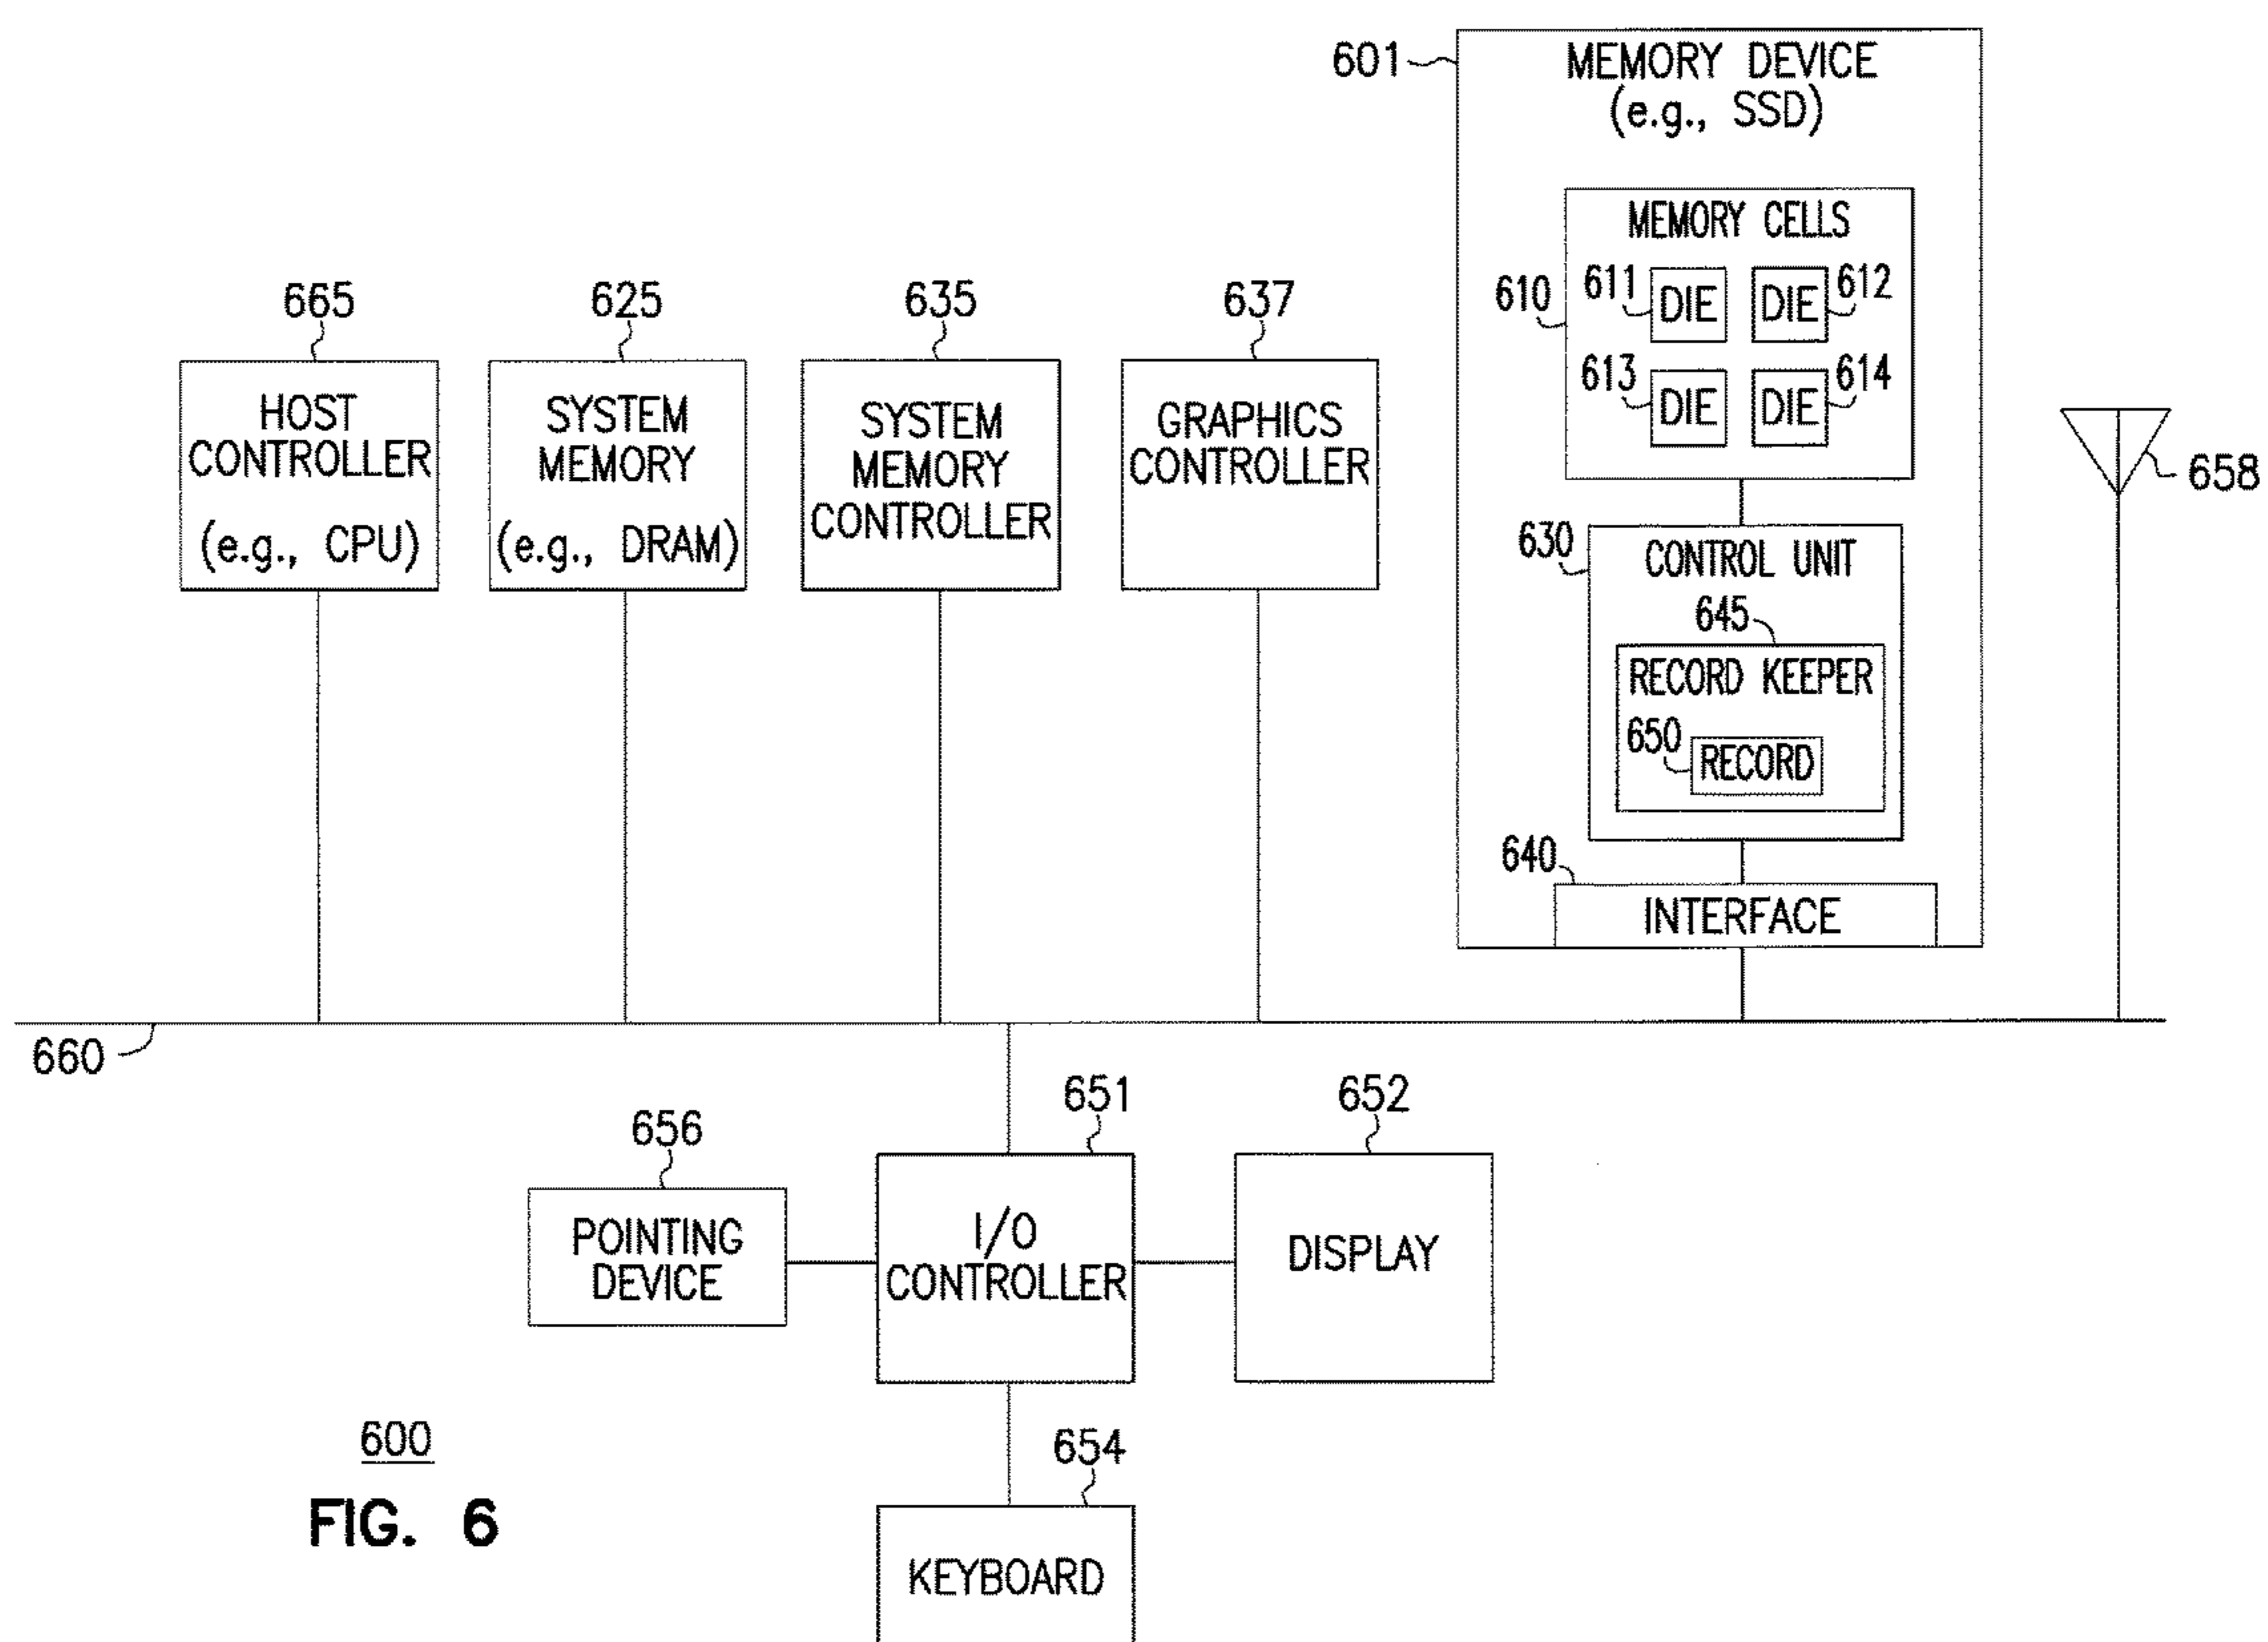 601
MEMORY DEVICE
(e.g., SSD)
MEMORY CELLS
610
611
DIE
DIE
612
613
DIE
DIE
614
665
HOST
CONTROLLER
(e.g., CPU)
625
SYSTEM
MEMORY
(e.g., DRAM)
635
SYSTEM
MEMORY
CONTROLLER
637
GRAPHICS
CONTROLLER
658
630
CONTROL UNIT
645
RECORD KEEPER
650
RECORD
640
INTERFACE
660
651
I/O
CONTROLLER
652
DISPLAY
656
POINTING
DEVICE
654
KEYBOARD
600
FIG. 6